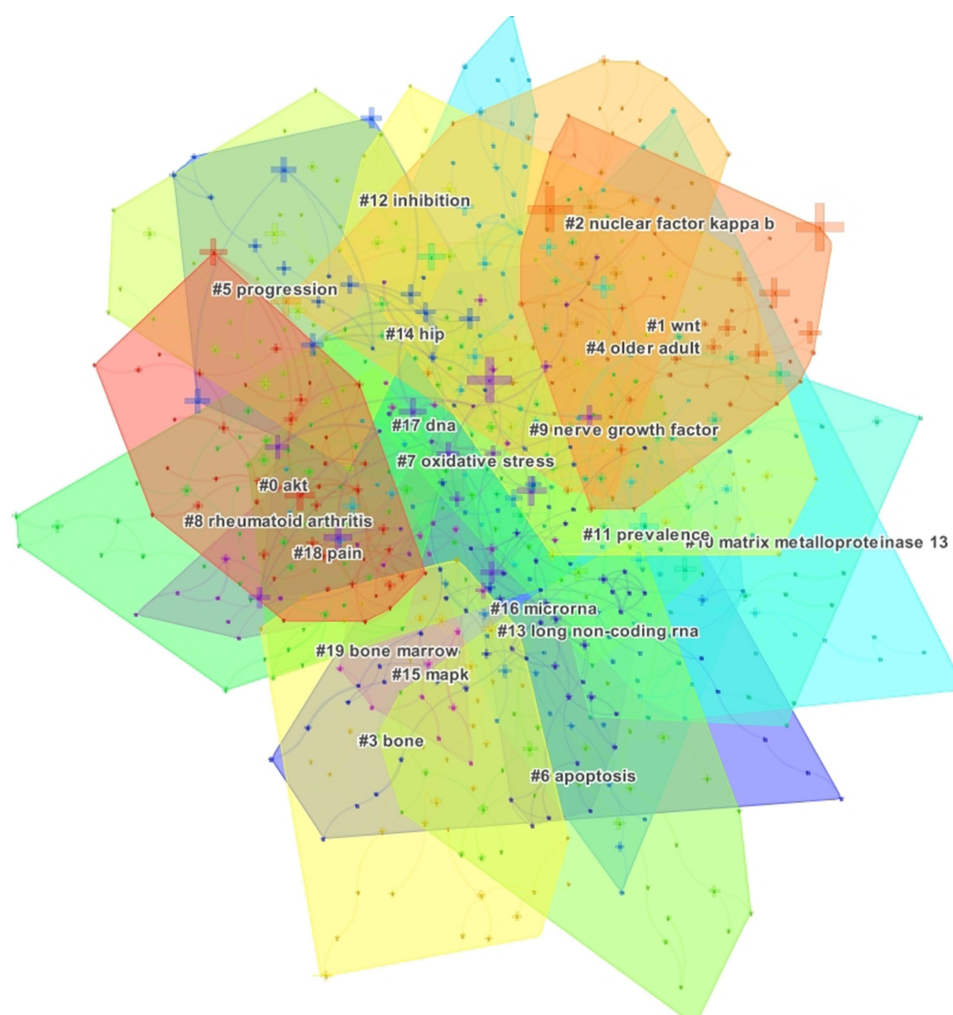 #12 inhibition
#2 nuclear factor kappa b
#5 progression
#1 wnt
#14 hip
#4 older adult
#17 dna
#9 nerve growth factor
#7 oxidative stress
#0 akt
#8 rheumatoid arthritis
#11 prevalence
#10 matrix metalloproteinase 13
#18 pain
#16 microrna
#13 long non-coding rna
#19 bone marrow
#15 mapk
#3 bone
#6 apoptosis